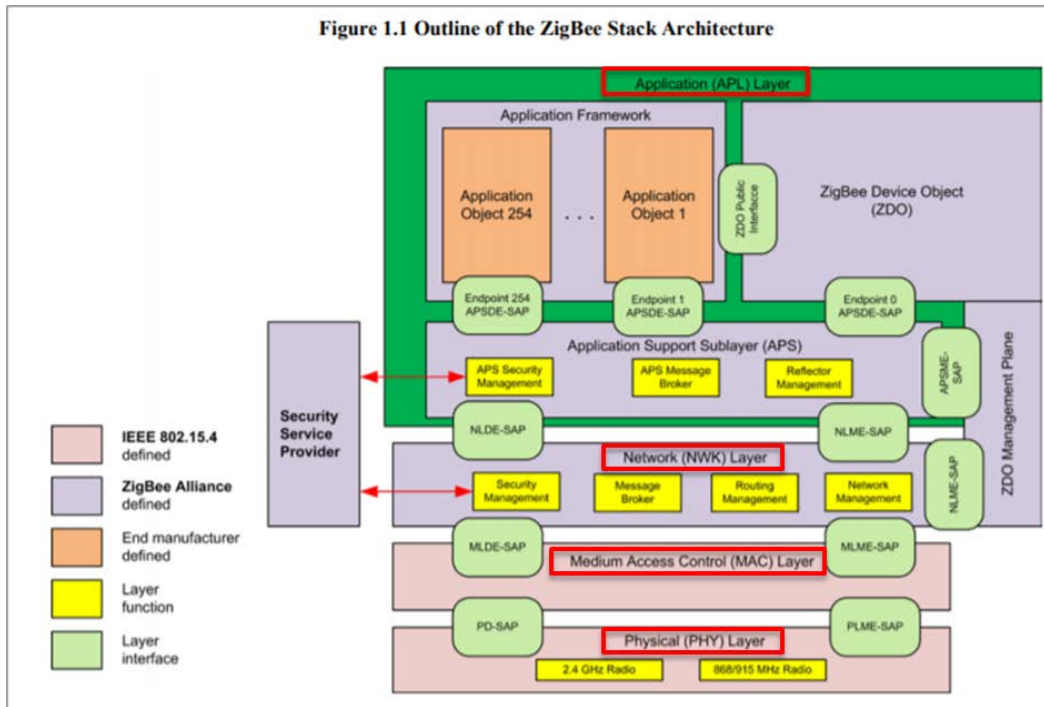 Figure 1.1 Outline of the ZigBee Stack Architecture
Application (APL) Layer
Application Framework
Application
Object 254
. . .
Application
Object 1
ZDO Public
Interfacce
ZigBee Device Object
(ZDO)
Endpoint 254
APSDE-SAP
Endpoint 1
APSDE-SAP
Endpoint 0
APSDE-SAP
Application Support Sublayer (APS)
APS Security
Management
APS Message
Broker
Reflector
Management
APSME-
SAP
ZDO Management Plane
Security
Service
Provider
NLDE-SAP
NLME-SAP
Network (NWK) Layer
Security
Management
Message
Broker
Routing
Management
Network
Management
NLME-SAP
MLDE-SAP
MLME-SAP
Medium Access Control (MAC) Layer
PD-SAP
PLME-SAP
Physical (PHY) Layer
2.4 GHz Radio
868/915 MHz Radio
IEEE 802.15.4
defined
ZigBee Alliance
defined
End manufacturer
defined
Layer
function
Layer
interface